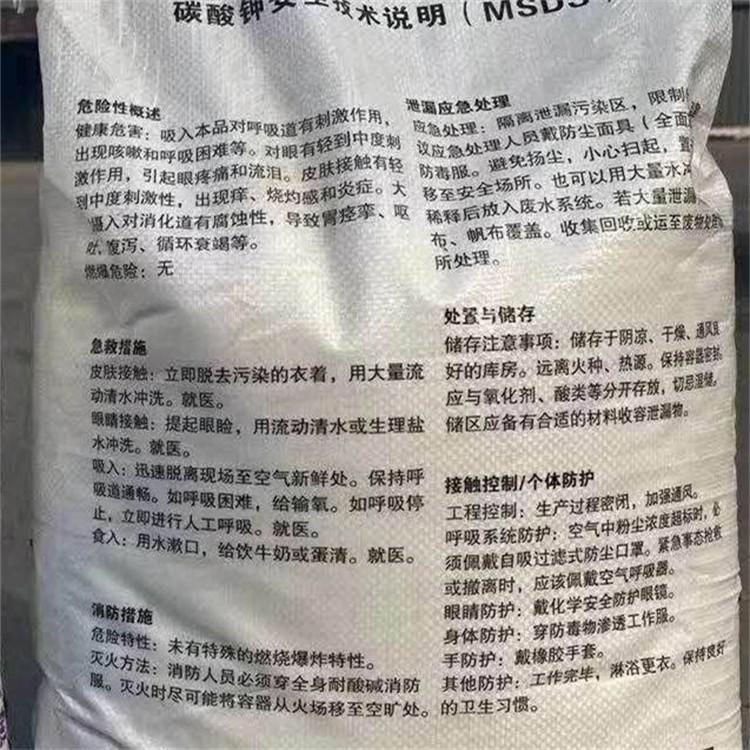 碳酸钾安全技术说明（MSDS）
危险性概述
健康危害：吸入本品对呼吸道有刺激作用，
出现咳嗽和呼吸困难等。对眼有轻到中度刺
激作用，引起眼疼痛和流泪。皮肤接触有轻
到中度刺激性，出现痒、烧灼感和炎症。大
摄入对消化道有腐蚀性，导致胃痉挛、呕
吐、腹泻、循环衰竭等。
燃爆危险：无
急救措施
皮肤接触：立即脱去污染的衣着，用大量流
动清水冲洗。就医。
眼睛接触：提起眼睑，用流动清水或生理盐
水冲洗。就医。
吸入：迅速脱离现场至空气新鲜处。保持呼
吸道通畅。如呼吸困难，给输氧。如呼吸停
止，立即进行人工呼吸。就医。
食入：用水漱口，给饮牛奶或蛋清。就医。
消防措施
危险特性：未有特殊的燃烧爆炸特性。
灭火方法：消防人员必须穿全身耐酸碱消防
服。灭火时尽可能将容器从火场移至空旷处。
泄漏应急处理
应急处理：隔离泄漏污染区，限制
议应急处理人员戴防尘面具（全面
防毒服。避免扬尘，小心扫起，置
移至安全场所。也可以用大量水冲
稀释后放入废水系统。若大量泄漏
布、帆布覆盖。收集回收或运至废物处理
所处理。
处置与储存
储存注意事项：储存于阴凉、干燥、通风良
好的库房。远离火种、热源。保持容器密封。
应与氧化剂、酸类等分开存放，切忌混储。
储区应备有合适的材料收容泄漏物。
接触控制/个体防护
工程控制：生产过程密闭，加强通风。
呼吸系统防护：空气中粉尘浓度超标时，必
须佩戴自吸过滤式防尘口罩。紧急事态抢救
或撤离时，应该佩戴空气呼吸器。
眼睛防护：戴化学安全防护眼镜。
身体防护：穿防毒物渗透工作服。
手防护：戴橡胶手套。
其他防护：工作完毕，淋浴更衣。保持良好
的卫生习惯。